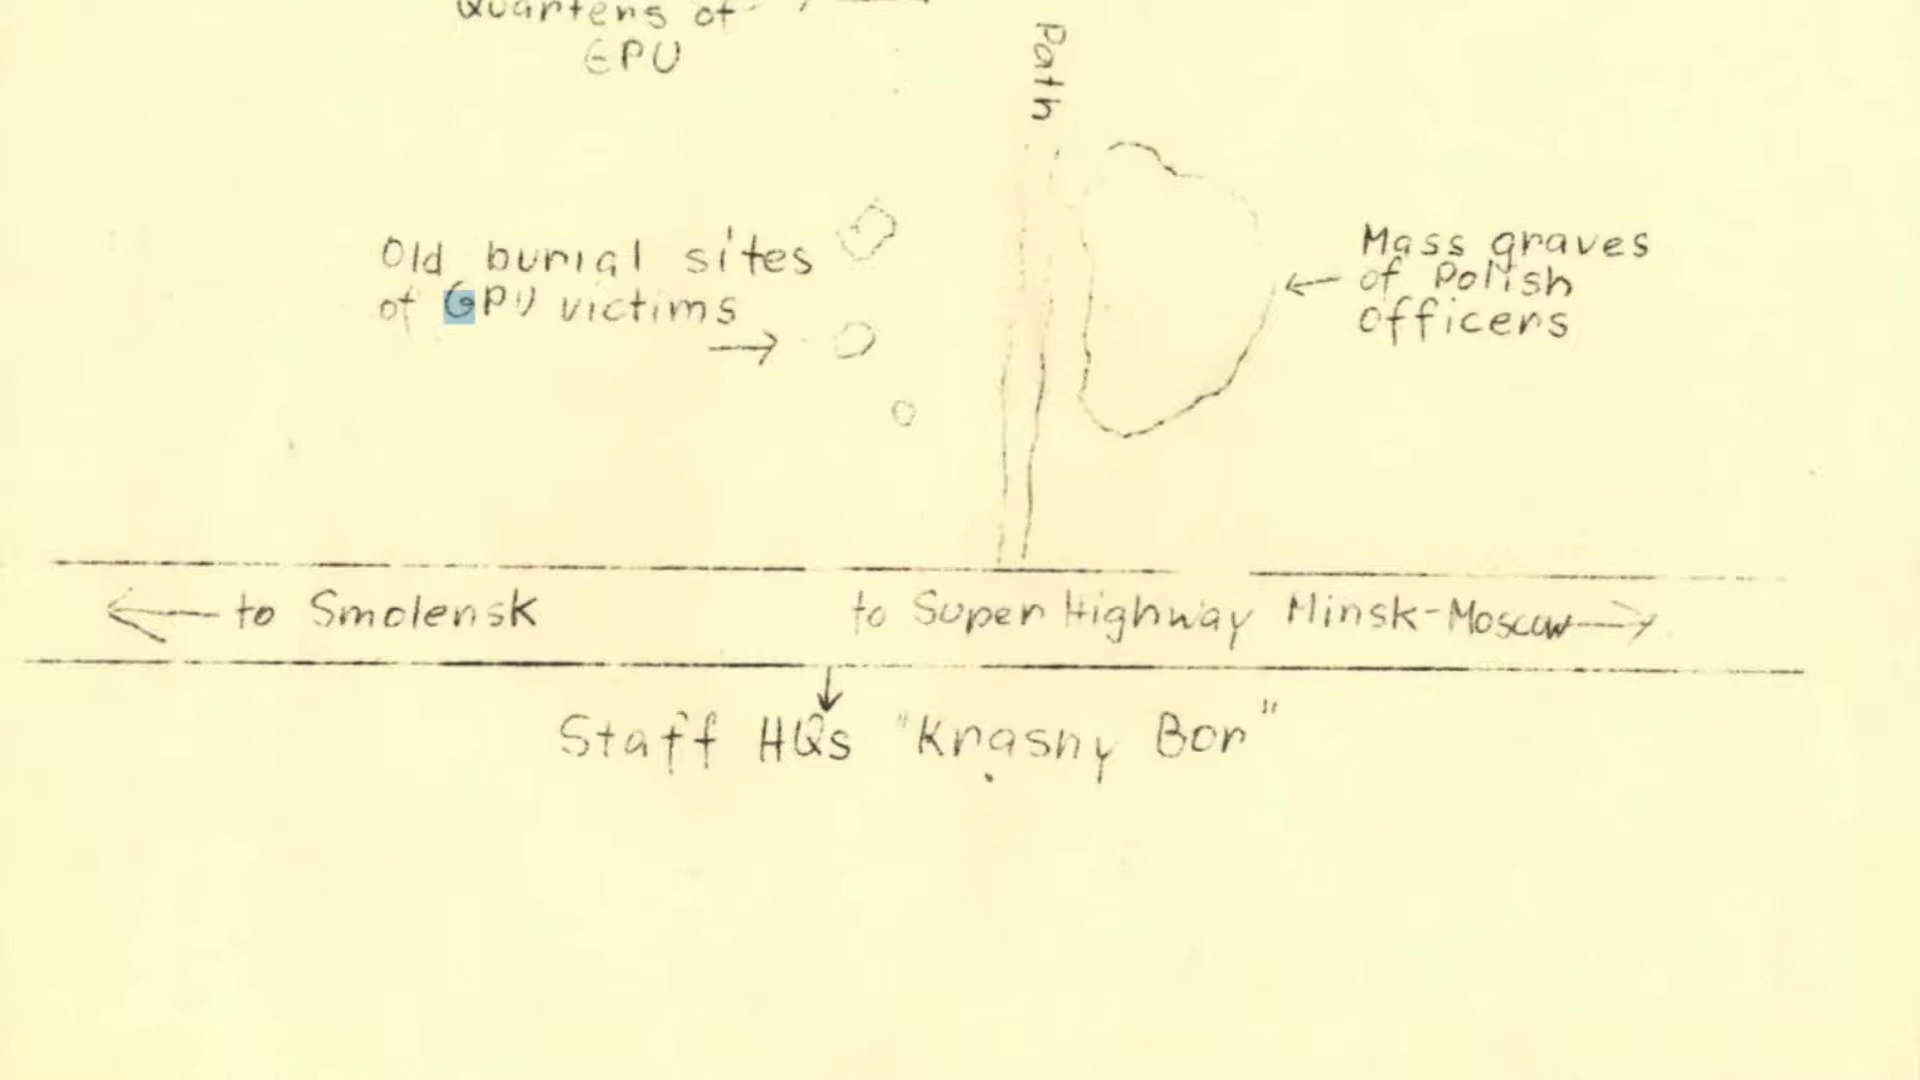 Quarters of
GPU
Path
Old burial sites
of GPU victims
Mass graves
of Polish
Officers
to Smolensk
to Super Highway Minsk-Moscow
Staff HQs "Krasny Bor"